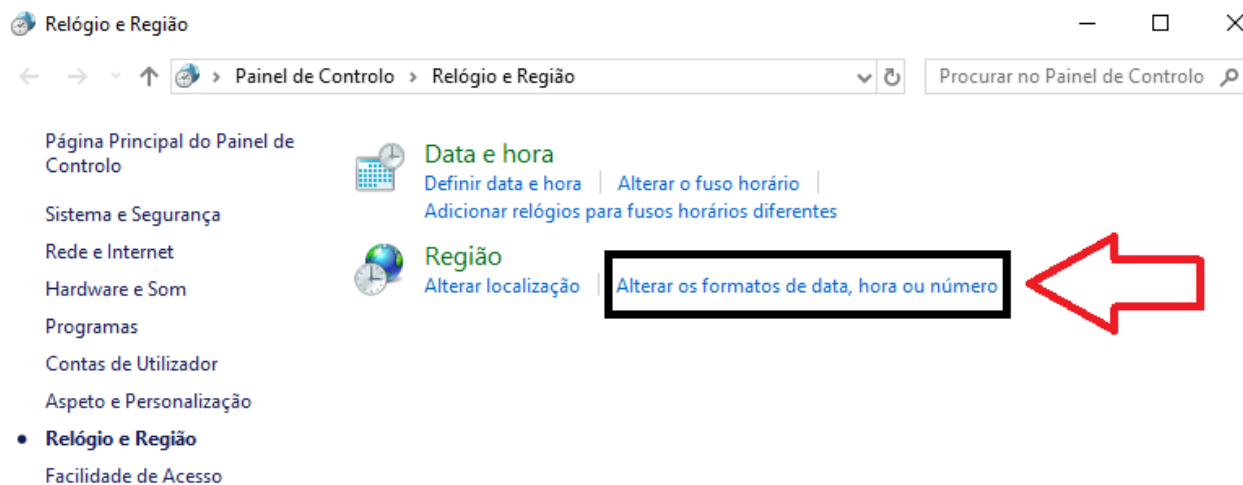 Relógio e Região
Painel de Controlo > Relógio e Região
Procurar no Painel de Controlo
Página Principal do Painel de
Controlo
Sistema e Segurança
Rede e Internet
Hardware e Som
Programas
Contas de Utilizador
Aspeto e Personalização
Relógio e Região
Facilidade de Acesso
Data e hora
Definir data e hora
Alterar o fuso horário
Adicionar relógios para fusos horários diferentes
Região
Alterar localização
Alterar os formatos de data, hora ou número